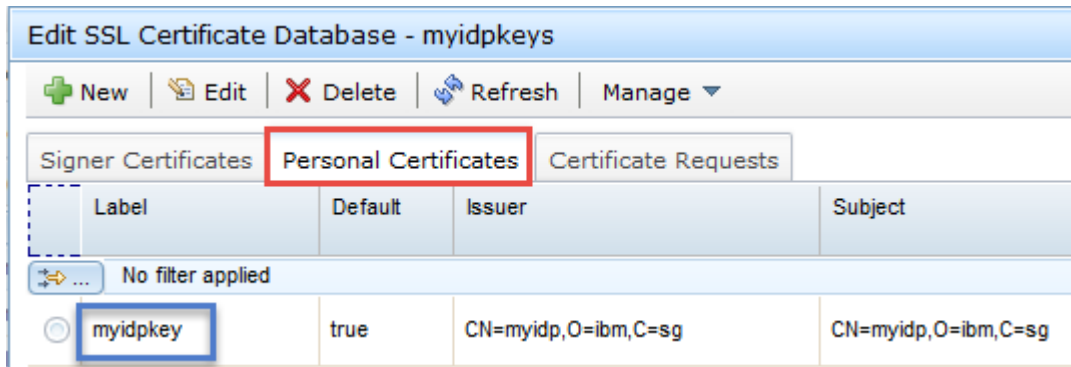 Edit SSL Certificate Database - myidpkeys
New Edit Delete Refresh Manage
Signer Certificates Personal Certificates Certificate Requests
Label Default Issuer Subject
... No filter applied
myidpkey true CN=myidp,O=ibm,C=sg CN=myidp,O=ibm,C=sg